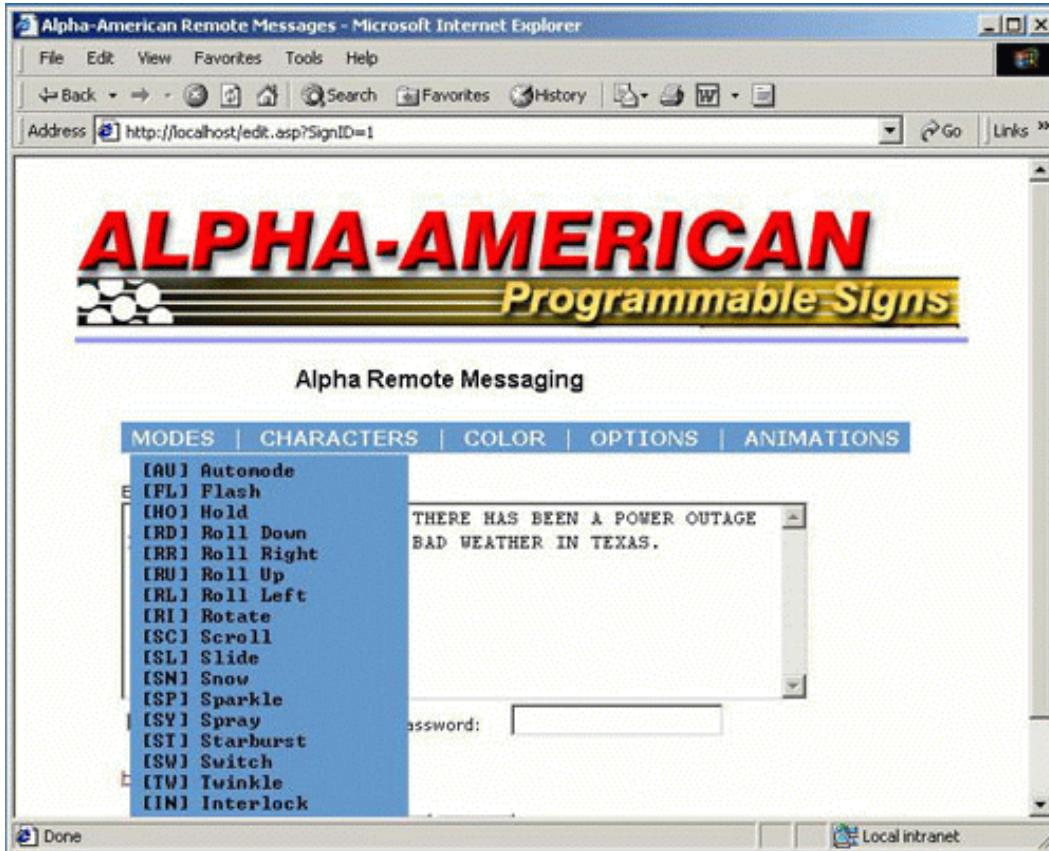 Alpha-American Remote Messages - Microsoft Internet Explorer
File Edit View Favorites Tools Help
Back Search Favorites History
Address http://localhost/edit.asp?SignID=1 Go Links »
ALPHA-AMERICAN
Programmable Signs
Alpha Remote Messaging
MODES | CHARACTERS | COLOR | OPTIONS | ANIMATIONS
[AU] Automode
[FL] Flash
[HO] Hold
[RD] Roll Down
[RR] Roll Right
[RU] Roll Up
[RL] Roll Left
[RI] Rotate
[SC] Scroll
[SL] Slide
[SN] Snow
[SP] Sparkle
[SY] Spray
[ST] Starburst
[SW] Switch
[TW] Twinkle
[IN] Interlock
THERE HAS BEEN A POWER OUTAGE
BAD WEATHER IN TEXAS.
assword:
Done Local intranet